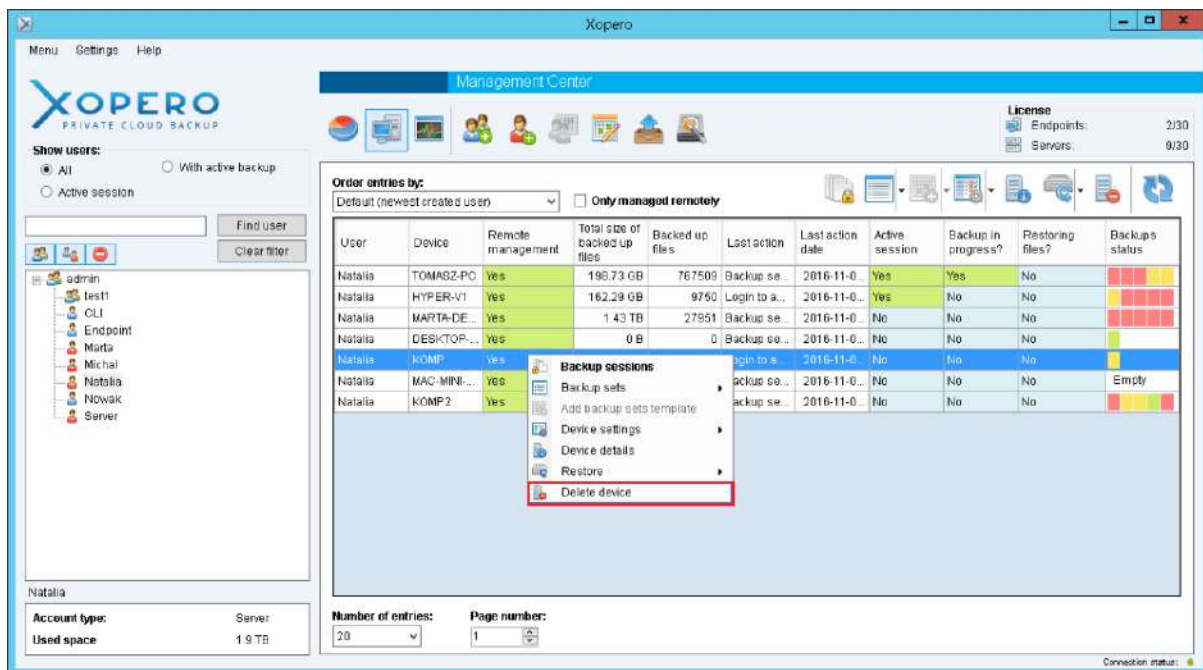 Xopero
Menu Settings Help
XOPERO
PRIVATE CLOUD BACKUP
Show users:
All
With active backup
Active session
Find user
Clear filter
admin
test1
CLI
Endpoint
Marta
Michal
Natalia
Nowak
Server
Natalia
Account type: Server
Used space 1.9 TB
Management Center
License
Endpoints: 2/30
Servers: 9/30
Order entries by:
Default (newest created user)
Only managed remotely
User Device Remote management Total size of backed up files Backed up files Last action Last action date Active session Backup in progress? Restoring files? Backups status
Natalia TOMASZ-PC Yes 198.73 GB 767509 Backup se... 2016-11-0... Yes Yes No
Natalia HYPER-V1 Yes 162.29 GB 9750 Login to a... 2016-11-0... Yes No No
Natalia MARTA-DE... Yes 1.43 TB 27951 Backup se... 2016-11-0... No No No
Natalia DESKTOP-... Yes 0 B 0 Backup se... 2016-11-0... No No No
Natalia KOMP Yes ogin to a... 2016-11-0... No No No
Natalia MAC-MINI-... Yes ackup se... 2016-11-0... No No No Empty
Natalia KOMP2 Yes ackup se... 2016-11-0... No No No
Backup sessions
Backup sets
Add backup sets template
Device settings
Device details
Restore
Delete device
Number of entries: Page number:
20 1
Connection status: